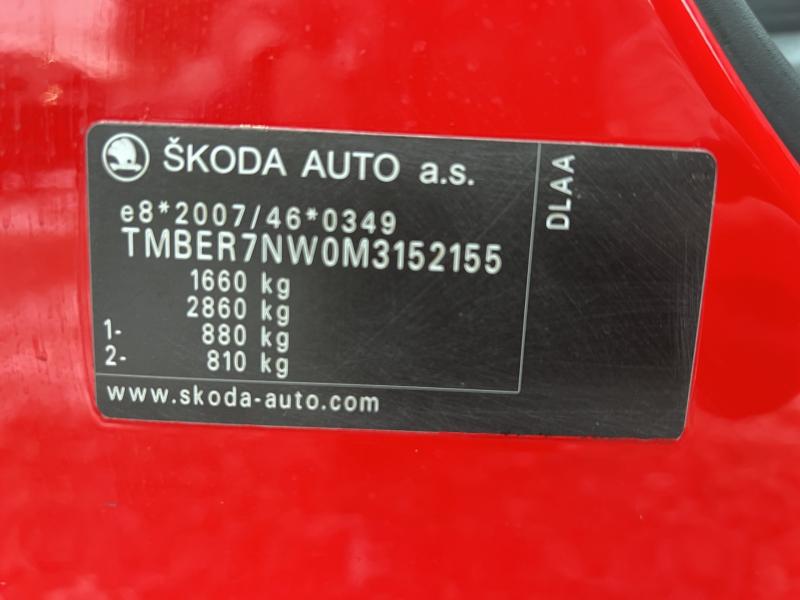 ŠKODA AUTO a.s.
e8*2007/46*0349
TMBER7NW0M3152155
1660 kg
2860 kg
1- 880 kg
2- 810 kg
www.skoda-auto.com
DLAA